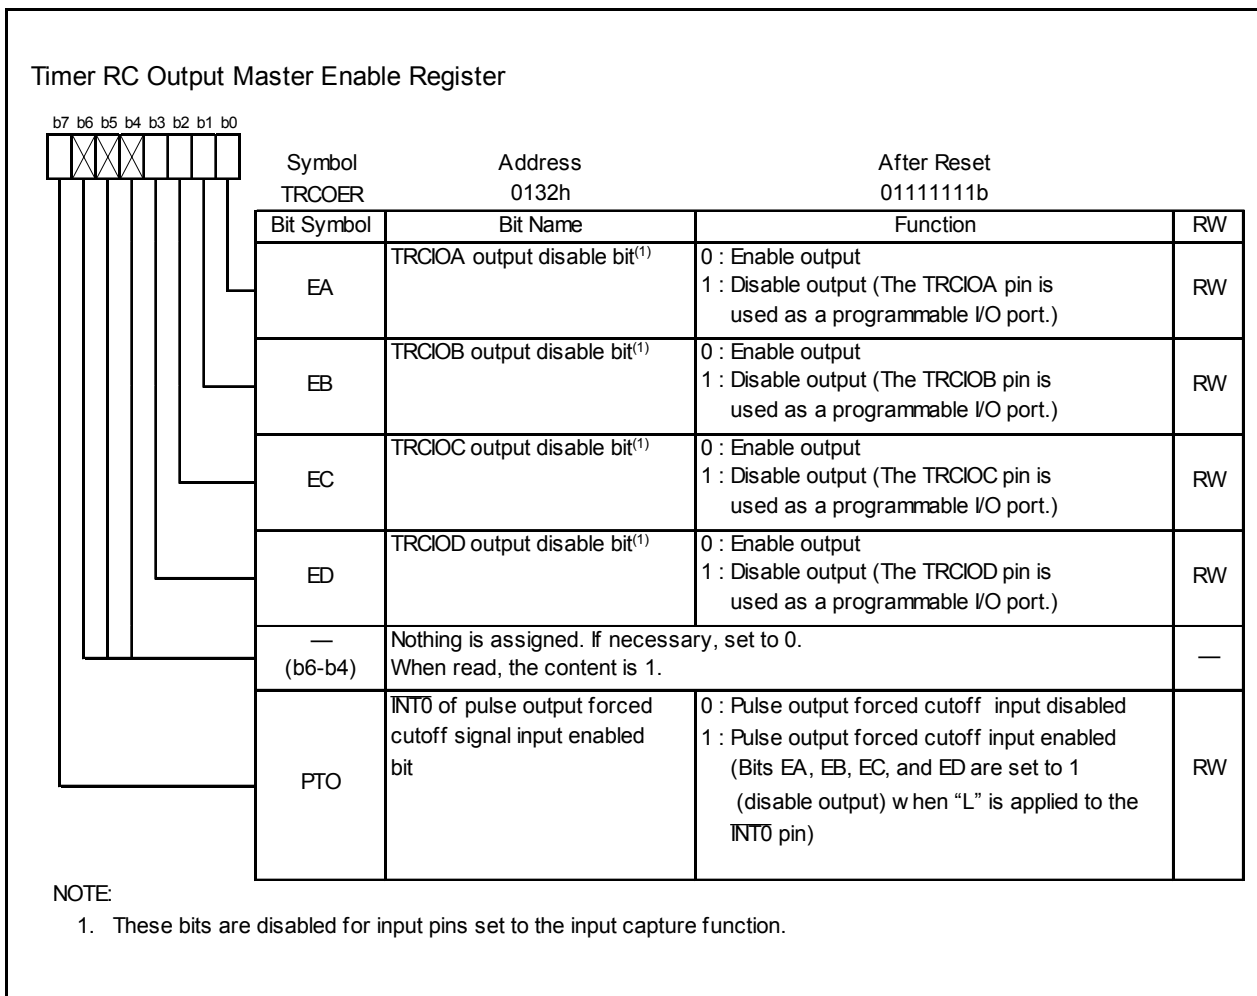 Timer RC Output Master Enable Register
b7 b6 b5 b4 b3 b2 b1 b0
Symbol Address After Reset
TRCOER 0132h 01111111b
Bit Symbol Bit Name Function RW
EA
TRCIOA output disable bit(1)
0 : Enable output
1 : Disable output (The TRCIOA pin is
used as a programmable I/O port.)
RW
EB
TRCIOB output disable bit(1)
0 : Enable output
1 : Disable output (The TRCIOB pin is
used as a programmable I/O port.)
RW
EC
TRCIOC output disable bit(1)
0 : Enable output
1 : Disable output (The TRCIOC pin is
used as a programmable I/O port.)
RW
ED
TRCIOD output disable bit(1)
0 : Enable output
1 : Disable output (The TRCIOD pin is
used as a programmable I/O port.)
RW
—
(b6-b4)
Nothing is assigned. If necessary, set to 0.
When read, the content is 1.
—
PTO
INT0 of pulse output forced
cutoff signal input enabled
bit
0 : Pulse output forced cutoff input disabled
1 : Pulse output forced cutoff input enabled
(Bits EA, EB, EC, and ED are set to 1
(disable output) when “L” is applied to the
INT0 pin)
RW
NOTE:
1. These bits are disabled for input pins set to the input capture function.